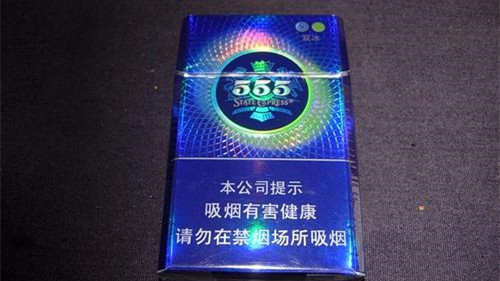 双冰
555
STATE EXPRESS
本公司提示
吸烟有害健康
请勿在禁烟场所吸烟